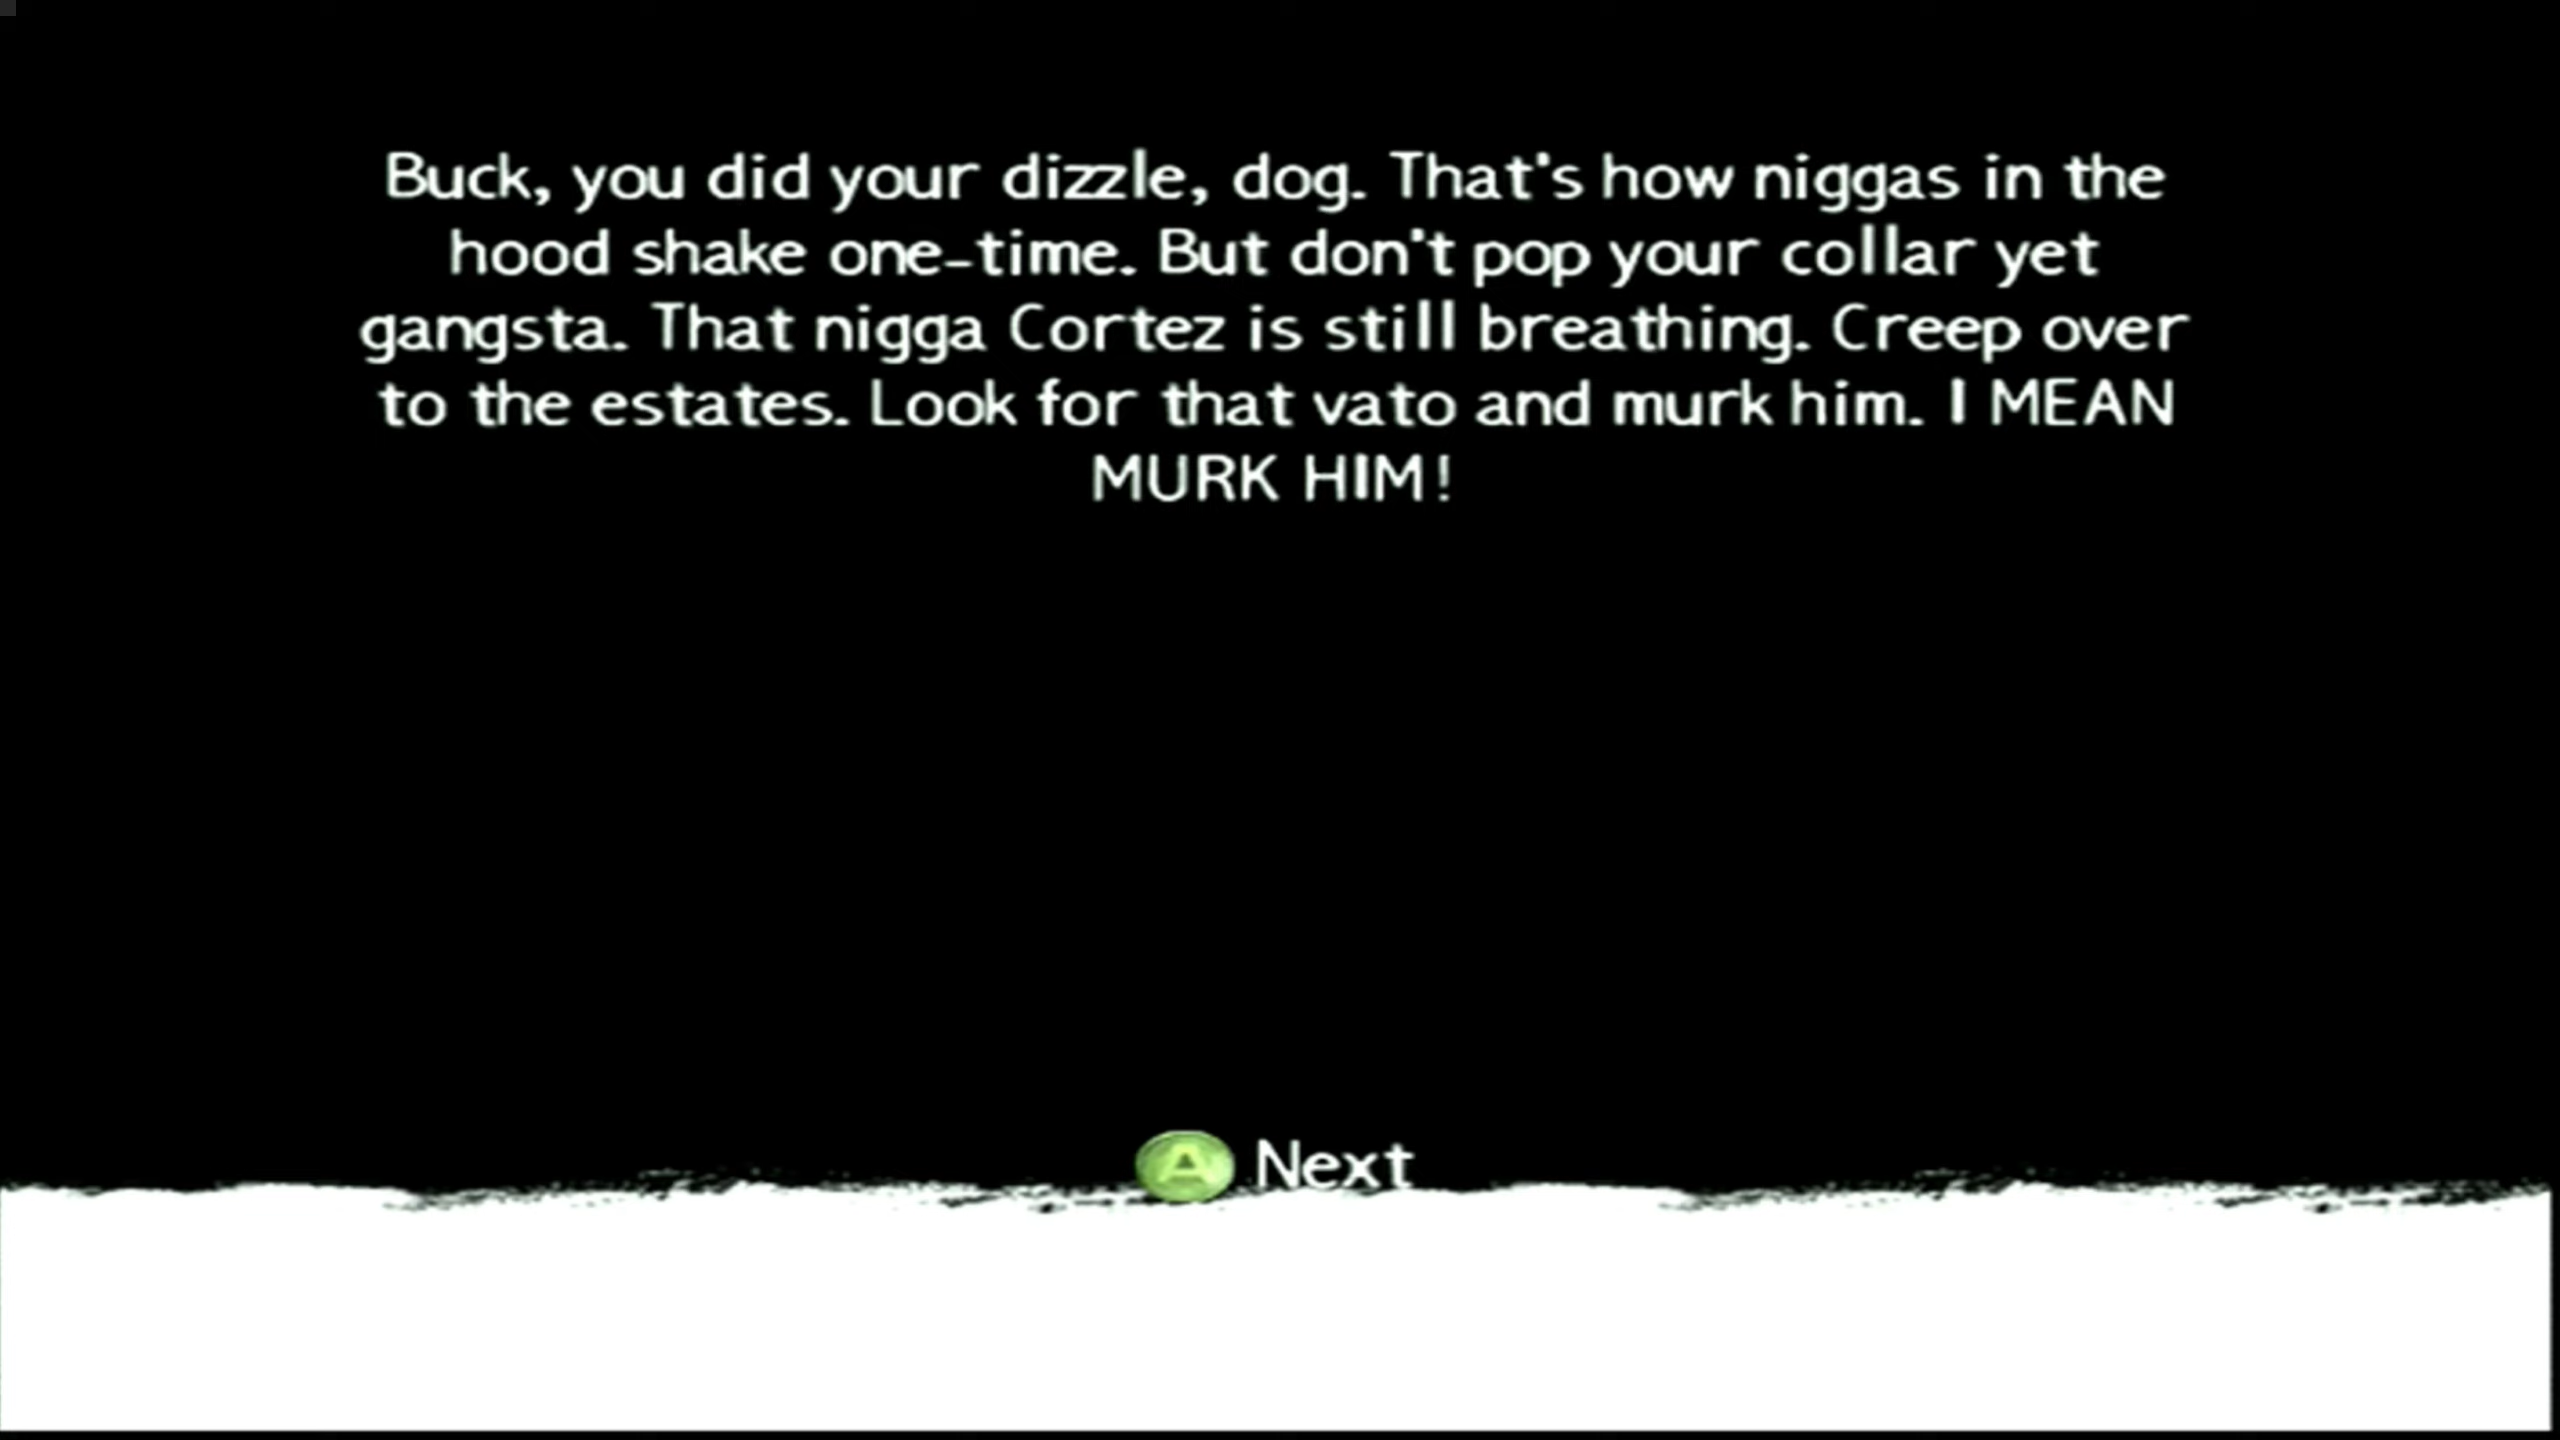 Buck, you did your dizzle, dog. That's how niggas in the
hood shake one-time. But don't pop your collar yet
gangsta. That nigga Cortez is still breathing. Creep over
to the estates. Look for that vato and murk him. I MEAN
MURK HIM!
A Next